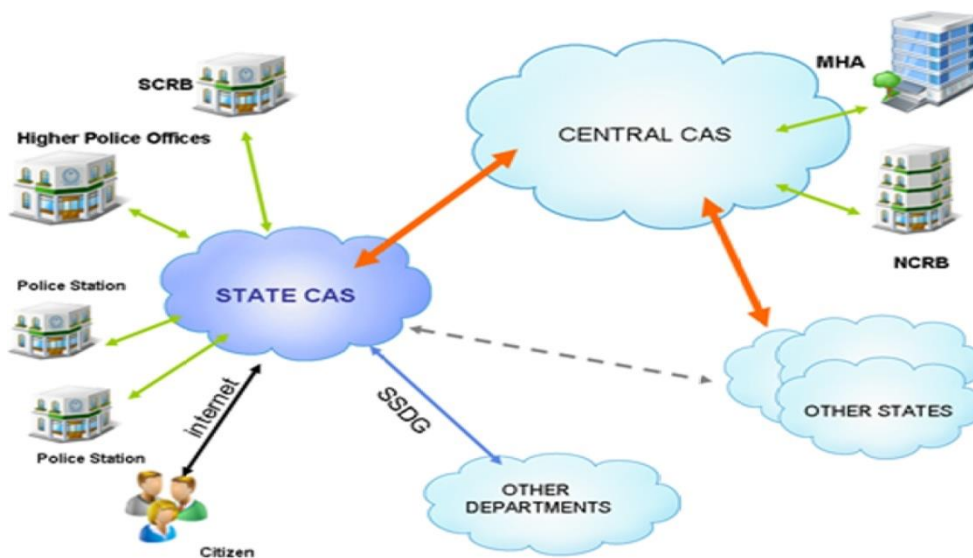 SCRB
MHA
Higher Police Offices
CENTRAL CAS
NCRB
Police Station
STATE CAS
Police Station
internet
SSDG
OTHER STATES
OTHER
DEPARTMENTS
Citizen